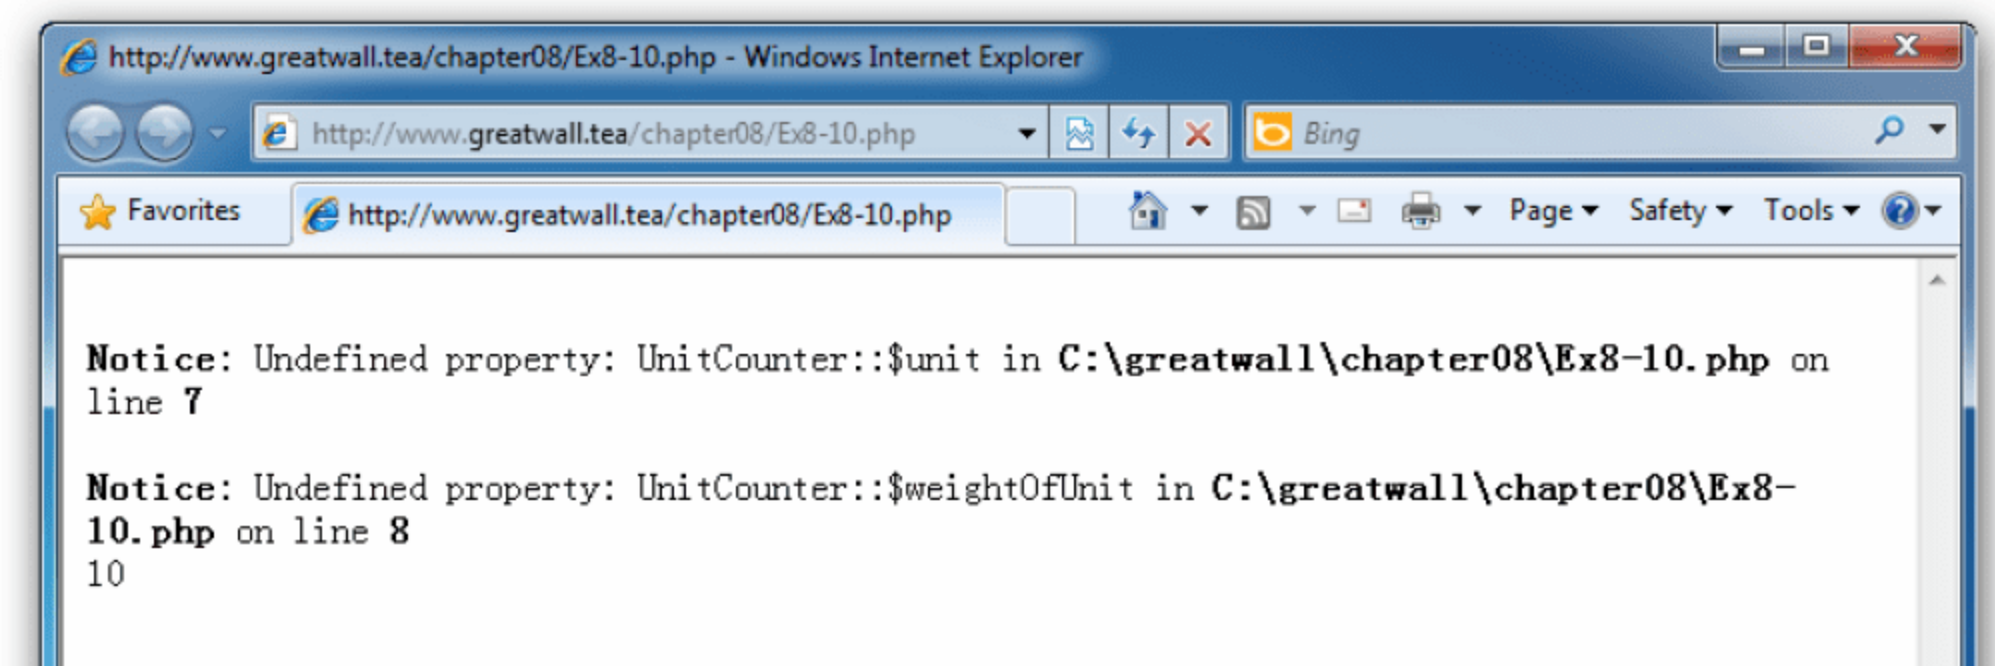 http://www.greatwall.tea/chapter08/Ex8-10.php - Windows Internet Explorer
http://www.greatwall.tea/chapter08/Ex8-10.php
Bing
Favorites
http://www.greatwall.tea/chapter08/Ex8-10.php
Page
Safety
Tools
Notice: Undefined property: UnitCounter::$unit in C:\greatwall\chapter08\Ex8-10.php on
line 7
Notice: Undefined property: UnitCounter::$weightOfUnit in C:\greatwall\chapter08\Ex8-
10.php on line 8
10